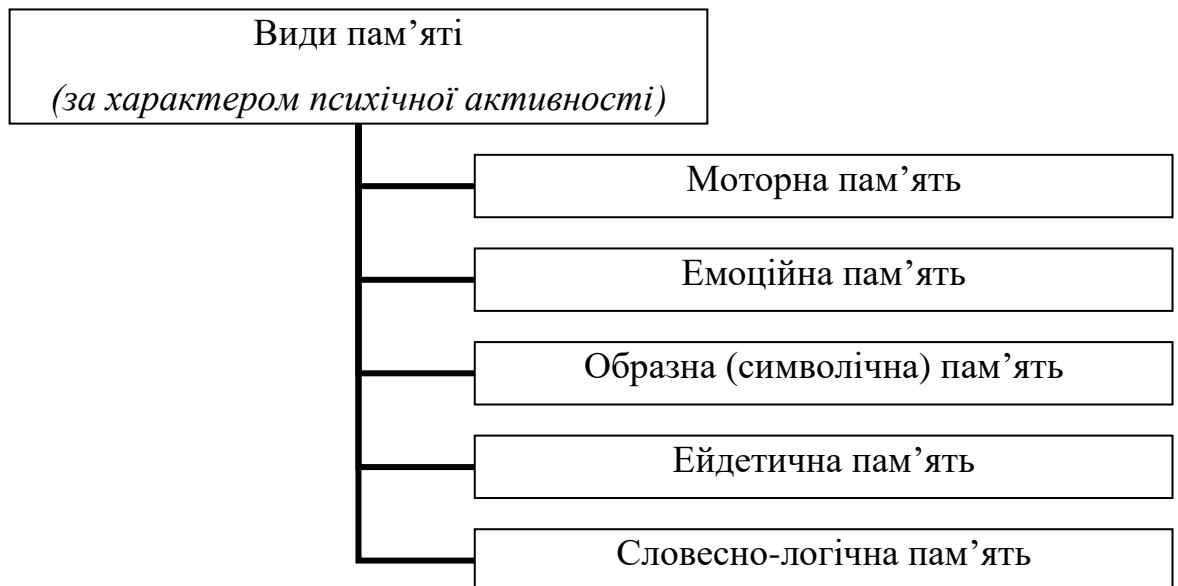 Види пам’яті
(за характером психічної активності)
Моторна пам’ять
Емоційна пам’ять
Образна (символічна) пам’ять
Ейдетична пам’ять
Словесно-логічна пам’ять